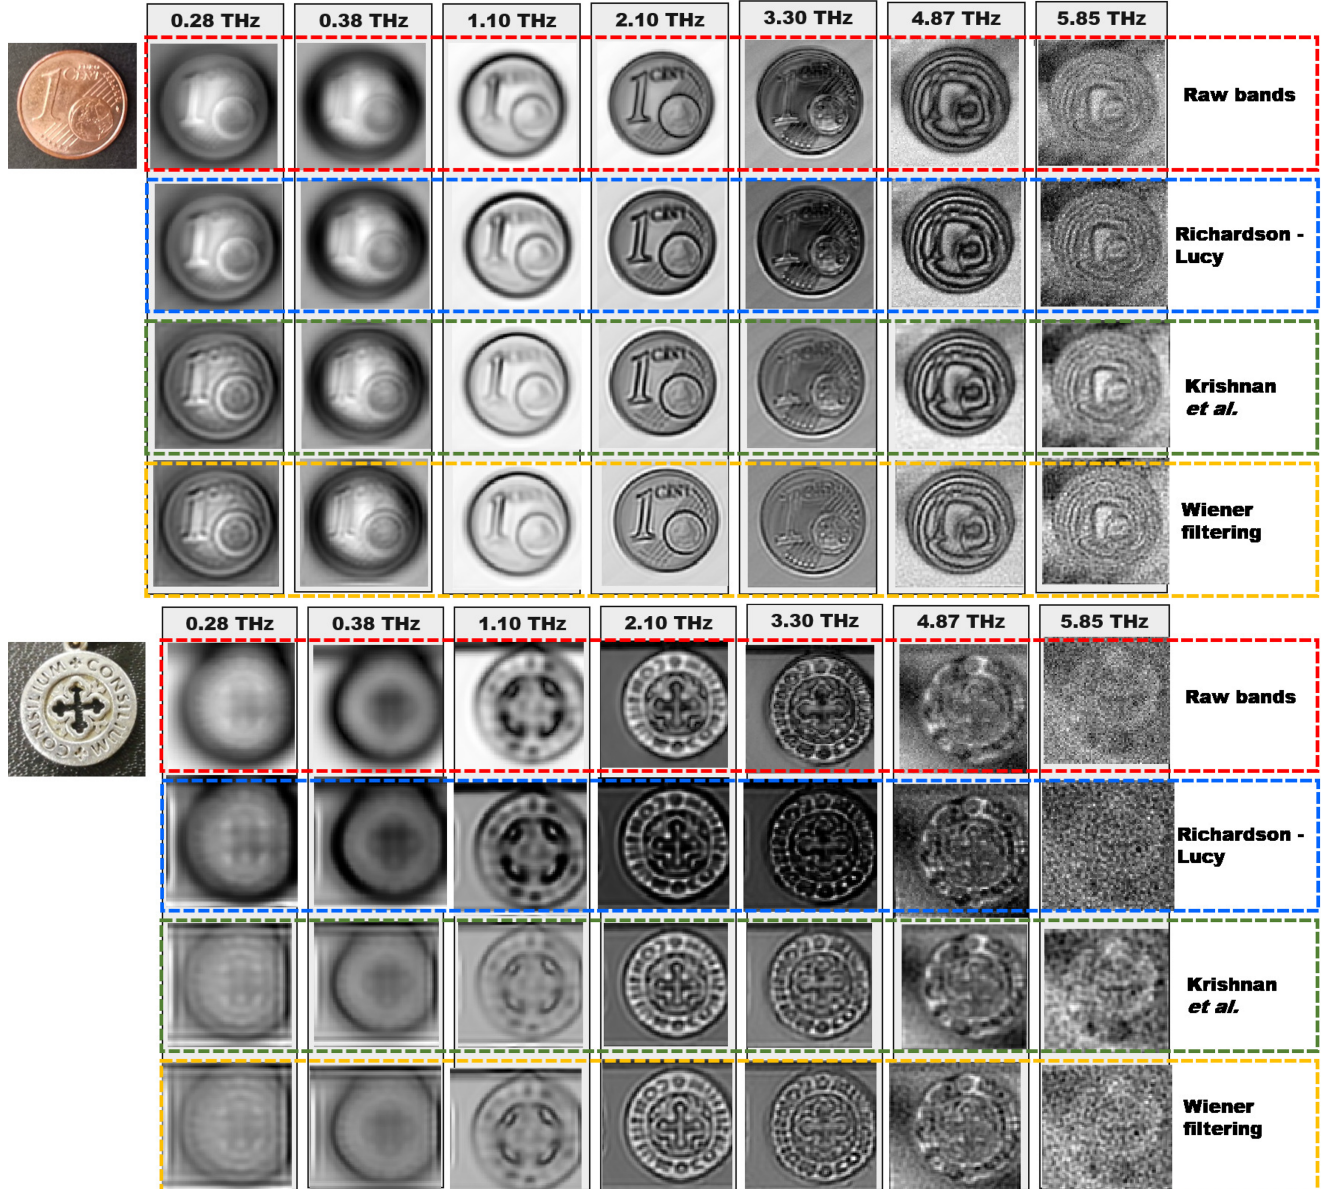 0.28 THz 0.38 THz 1.10 THz 2.10 THz 3.30 THz 4.87 THz 5.85 THz
1
CENT
Raw bands
Richardson -
Lucy
Krishnan
et al.
Wiener
filtering
0.28 THz 0.38 THz 1.10 THz 2.10 THz 3.30 THz 4.87 THz 5.85 THz
CONSILIUM CONSILIUM
Raw bands
Richardson -
Lucy
Krishnan
et al.
Wiener
filtering